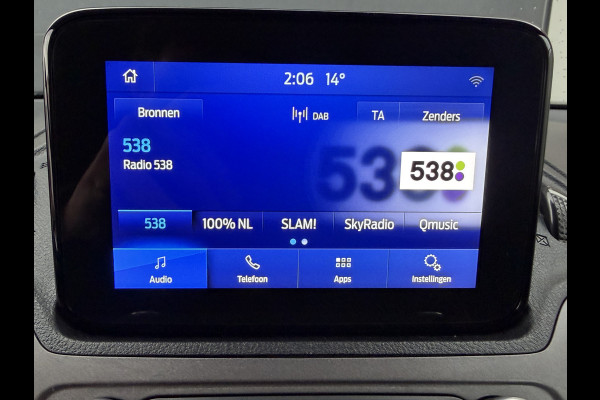 2:06 14°
Bronnen DAB TA Zenders
538
Radio 538
538
538
538 100% NL SLAM! SkyRadio Qmusic
Audio Telefoon Apps Instellingen